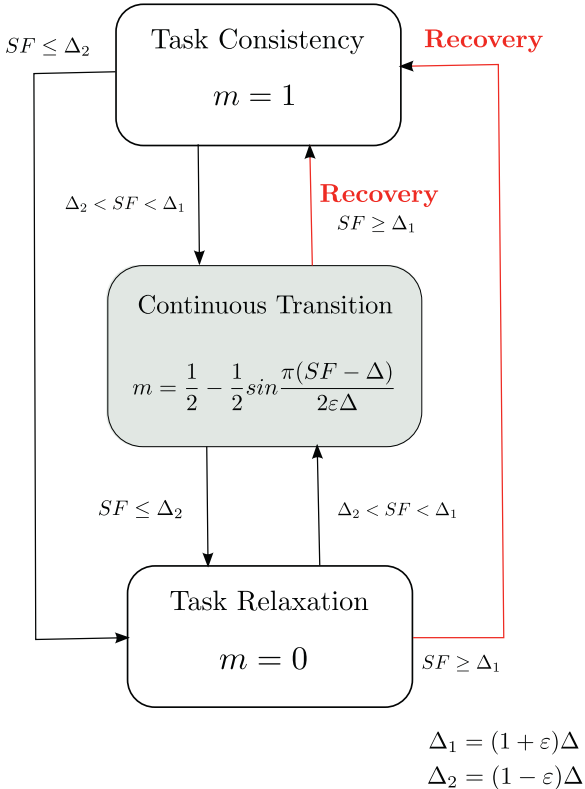 SF ≤ Δ₂
Task Consistency
Recovery
m = 1
Δ₂ < SF < Δ₁
Recovery
SF ≥ Δ₁
Continuous Transition
m = 1/2 − 1/2 sin π(SF − Δ)/2εΔ
SF ≤ Δ₂
Δ₂ < SF < Δ₁
Task Relaxation
m = 0
SF ≥ Δ₁
Δ₁ = (1 + ε)Δ
Δ₂ = (1 − ε)Δ